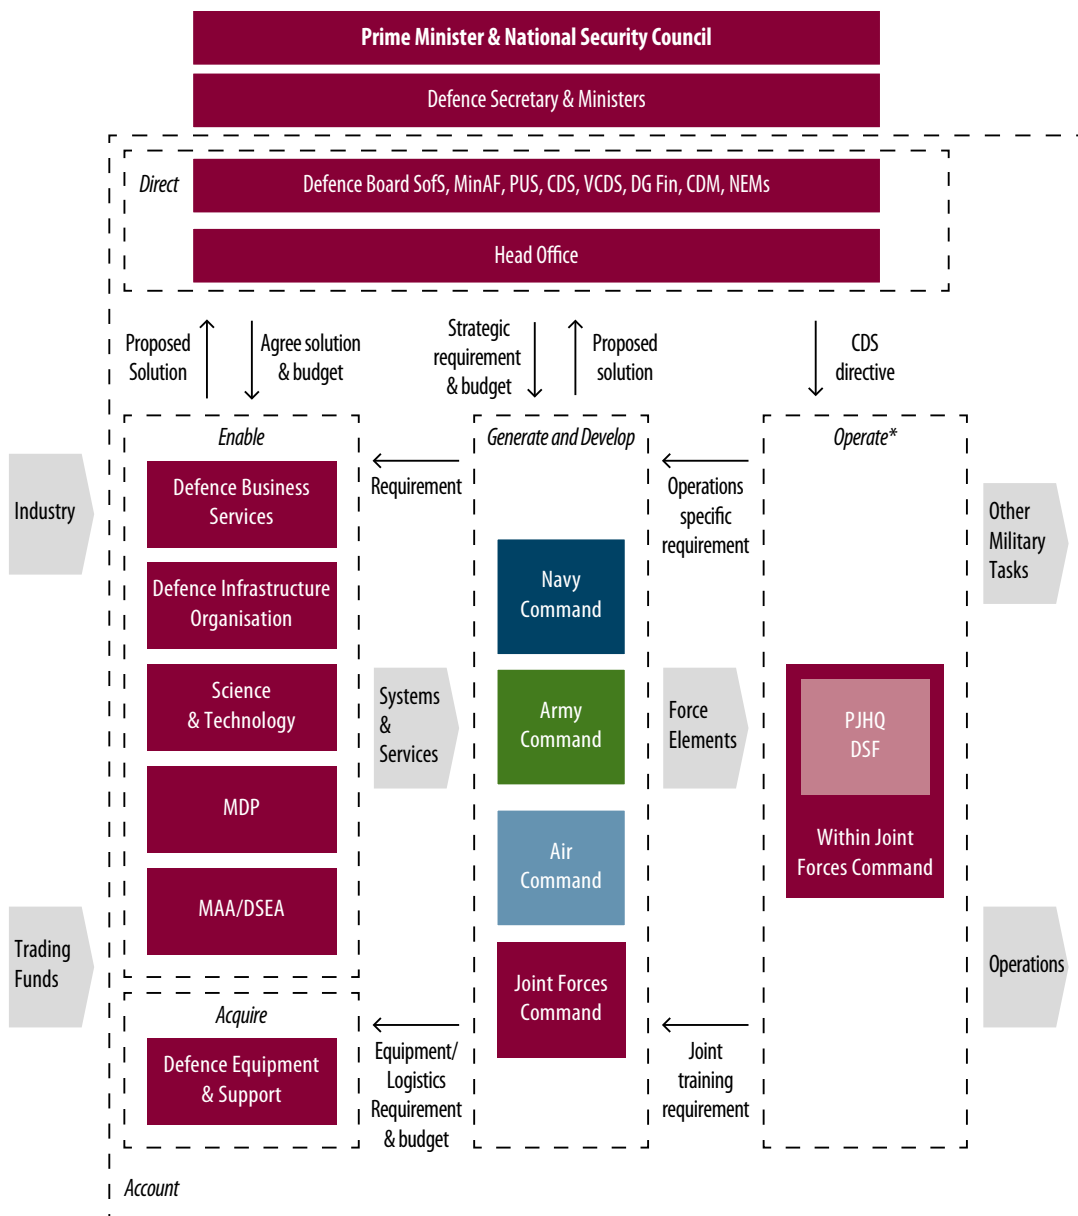 Prime Minister & National Security Council
Defence Secretary & Ministers
Direct
Defence Board SofS, MinAF, PUS, CDS, VCDS, DG Fin, CDM, NEMs
Head Office
Proposed
Solution
Agree solution
& budget
Strategic
requirement
& budget
Proposed
solution
CDS
directive
Enable
Generate and Develop
Operate*
Industry
Defence Business
Services
Requirement
Operations
specific
requirement
Other
Military
Tasks
Defence Infrastructure
Organisation
Navy
Command
Science
& Technology
Systems
&
Services
Army
Command
Force
Elements
PJHQ
DSF
MDP
Air
Command
Within Joint
Forces Command
MAA/DSEA
Trading
Funds
Operations
Joint Forces
Command
Acquire
Defence Equipment
& Support
Equipment/
Logistics
Requirement
& budget
Joint
training
requirement
Account